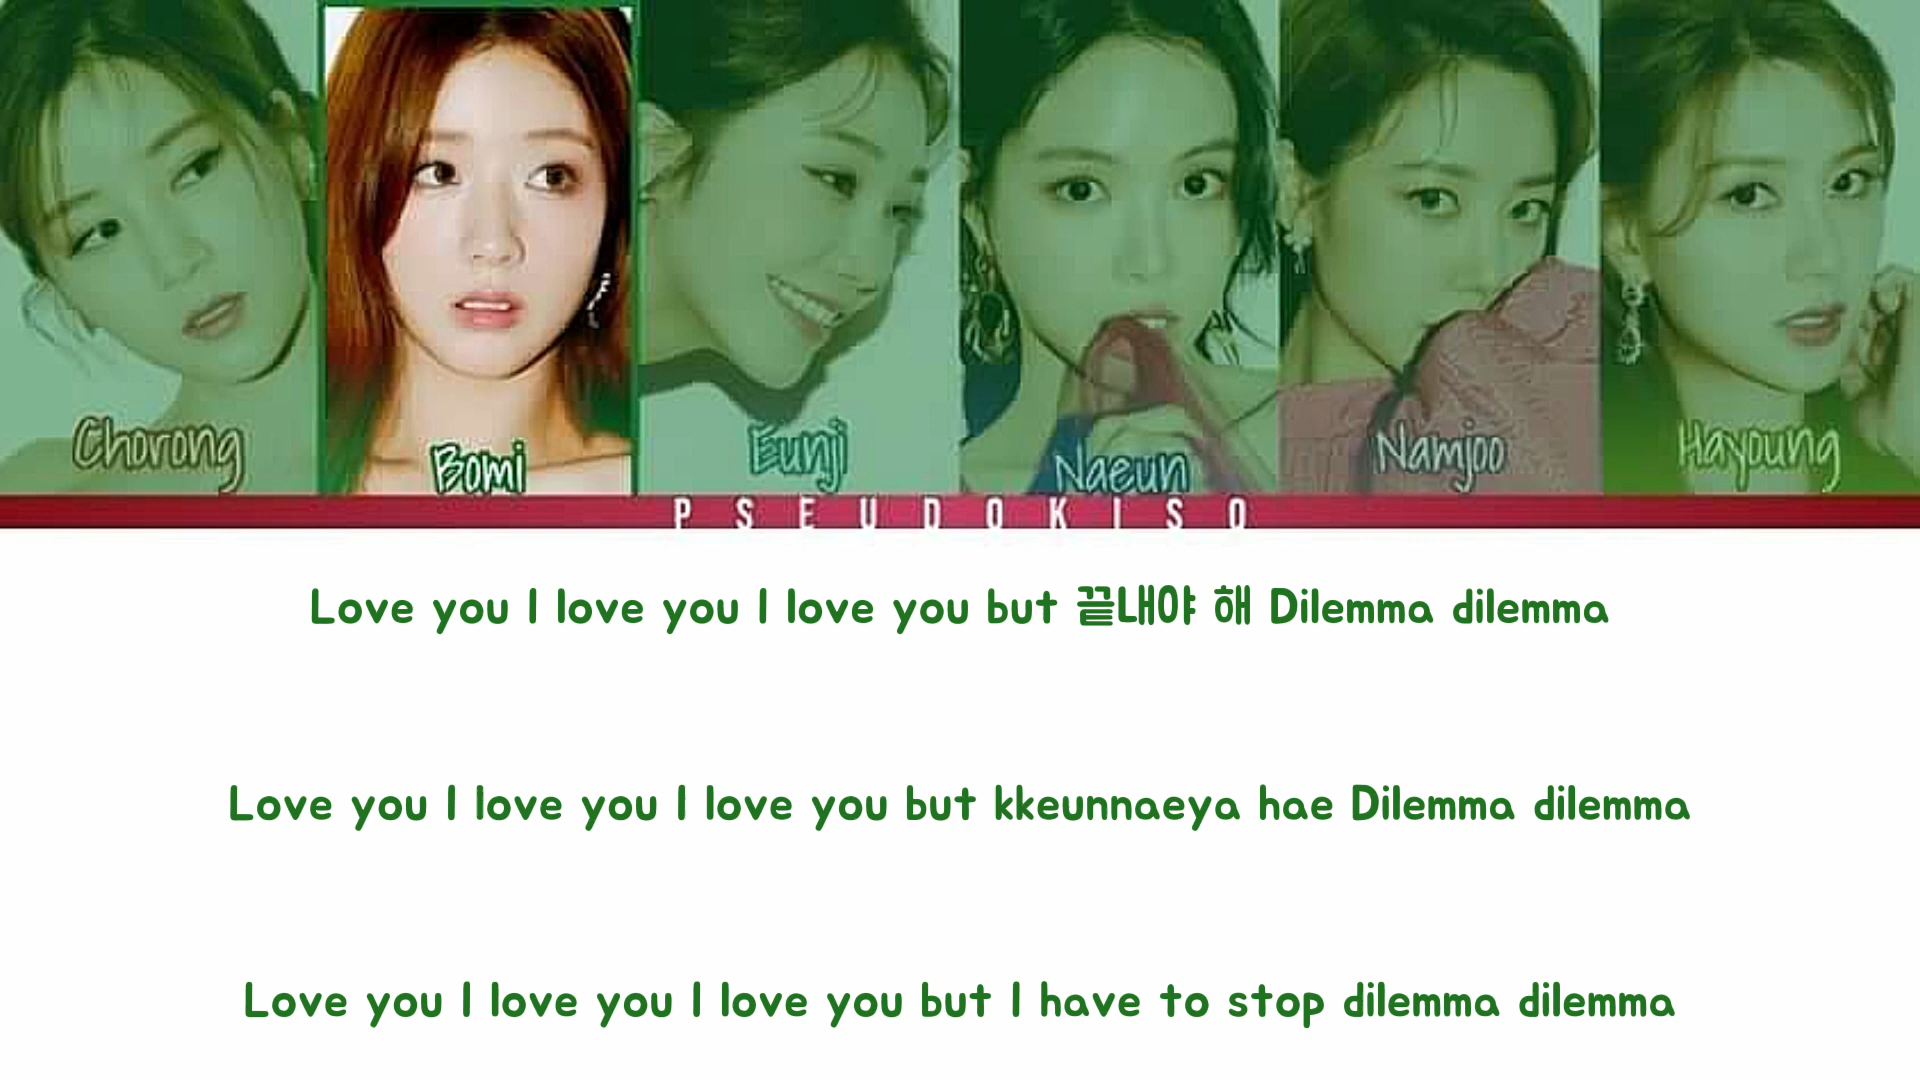 Chorong Bomi Eunji Naeun Namjoo Hayoung
PSEUDOKISO
Love you I love you I love you but 끝내야 해 Dilemma dilemma
Love you I love you I love you but kkeunnaeya hae Dilemma dilemma
Love you I love you I love you but I have to stop dilemma dilemma